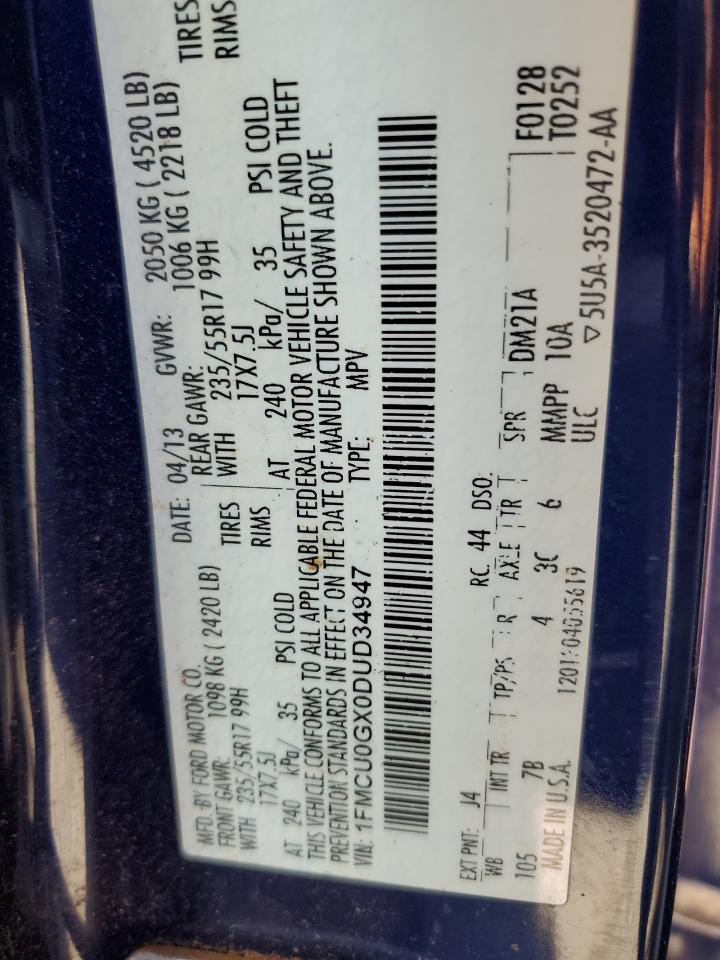 MFD. BY FORD MOTOR CO.
DATE: 04/13 GVWR: 2050 KG ( 4520 LB)
FRONT GAWR: 1098 KG ( 2420 LB)
REAR GAWR: 1006 KG ( 2218 LB)
WITH 235/55R17 99H TIRES WITH 235/55R17 99H TIRES
17X7.5J RIMS 17X7.5J RIMS
AT 240 kPa/ 35 PSI COLD AT 240 kPa/ 35 PSI COLD
THIS VEHICLE CONFORMS TO ALL APPLICABLE FEDERAL MOTOR VEHICLE SAFETY AND THEFT
PREVENTION STANDARDS IN EFFECT ON THE DATE OF MANUFACTURE SHOWN ABOVE.
VIN: 1FMCU0GX0DUD34947 TYPE: MPV
EXT PNT: J4 RC: 44 DSO: F0128
T0252
WB INT TR TP/PS R AXLE TR SPR DM21A
105 7B 4 3C 6 MMPP 10A
MADE IN U.S.A. ULC
▽5U5A-3520472-AA